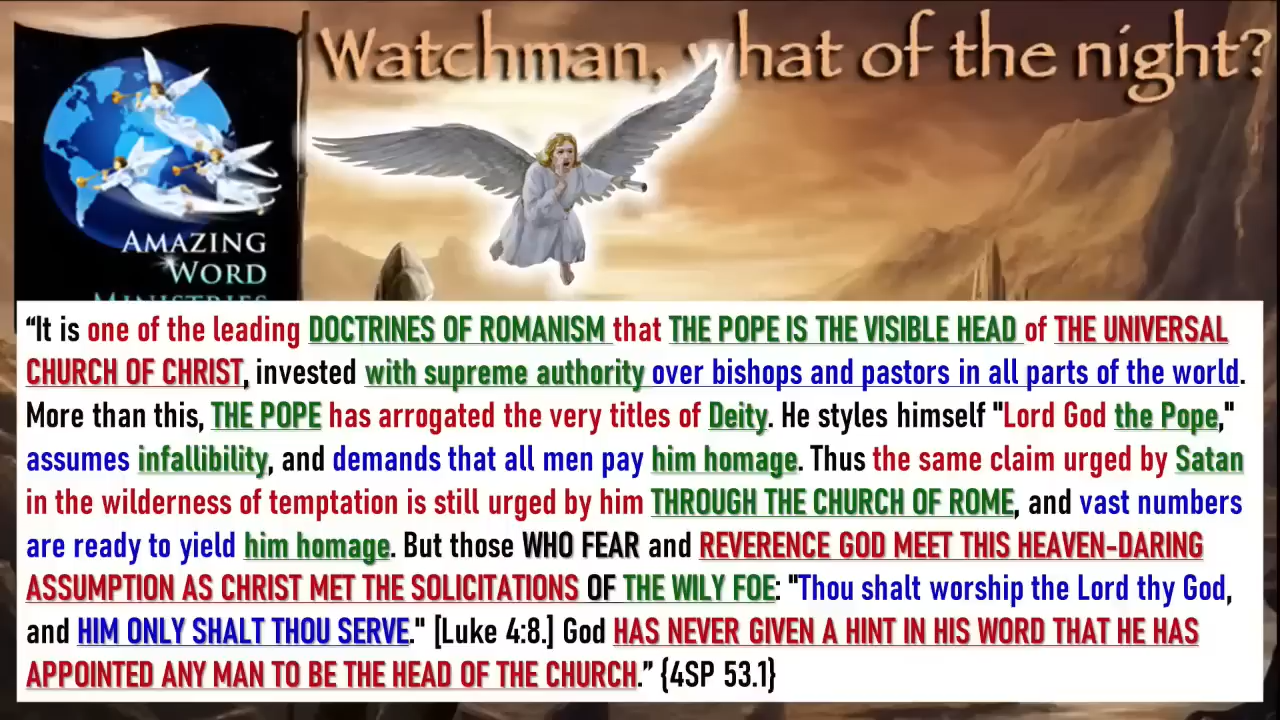 Watchman, what of the night?
AMAZING
WORD
MINISTRIES
“It is one of the leading DOCTRINES OF ROMANISM that THE POPE IS THE VISIBLE HEAD of THE UNIVERSAL
CHURCH OF CHRIST, invested with supreme authority over bishops and pastors in all parts of the world.
More than this, THE POPE has arrogated the very titles of Deity. He styles himself "Lord God the Pope,"
assumes infallibility, and demands that all men pay him homage. Thus the same claim urged by Satan
in the wilderness of temptation is still urged by him THROUGH THE CHURCH OF ROME, and vast numbers
are ready to yield him homage. But those WHO FEAR and REVERENCE GOD MEET THIS HEAVEN-DARING
ASSUMPTION AS CHRIST MET THE SOLICITATIONS OF THE WILY FOE: "Thou shalt worship the Lord thy God,
and HIM ONLY SHALT THOU SERVE." [Luke 4:8.] God HAS NEVER GIVEN A HINT IN HIS WORD THAT HE HAS
APPOINTED ANY MAN TO BE THE HEAD OF THE CHURCH.” {4SP 53.1}